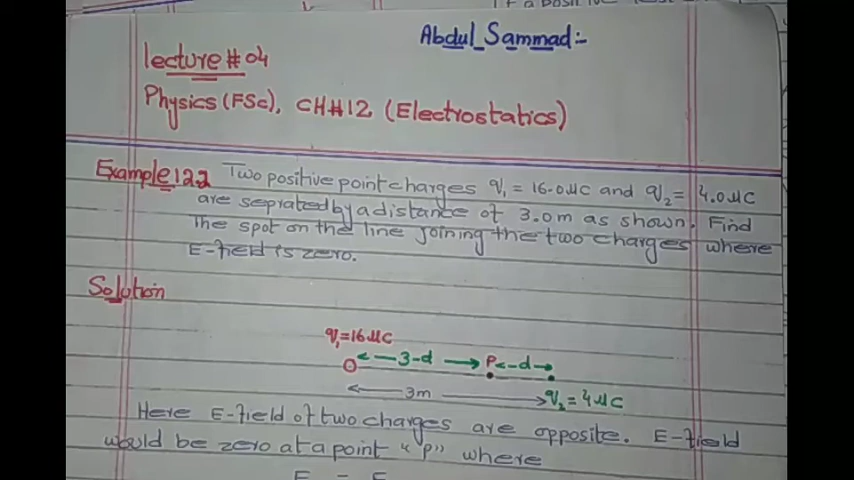 Abdul_Sammad:-
lecture # 04
Physics (FSc), CH#12 (Electrostatics)
Example 12.2 Two positive point charges q₁ = 16.0μC and q₂ = 4.0μC
are seprated by a distance of 3.0m as shown. Find
The spot on the line joining the two charges where
E-field is zero.
Solution
q₁=16μC
3-d P d
3m q₂=4μC
Here E-field of two charges are opposite. E-field
would be zero at a point "p" where